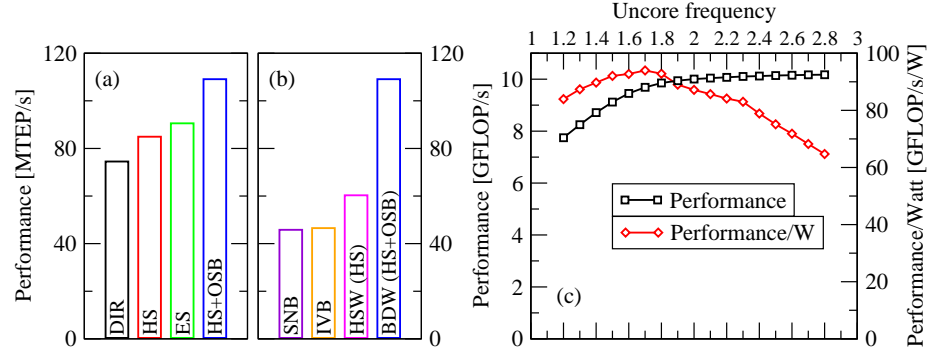 Uncore frequency
1 1.2 1.4 1.6 1.8 2 2.2 2.4 2.6 2.8 3
Performance [MTEP/s]
120
80
40
0
(a)
DIR
HS
ES
HS+OSB
(b)
SNB
IVB
HSW (HS)
BDW (HS+OSB)
120
80
40
0
Performance [GFLOP/s]
10
8
6
4
2
0
Performance
Performance/W
(c)
100
80
60
40
20
0
Performance/Watt [GFLOP/s/W]